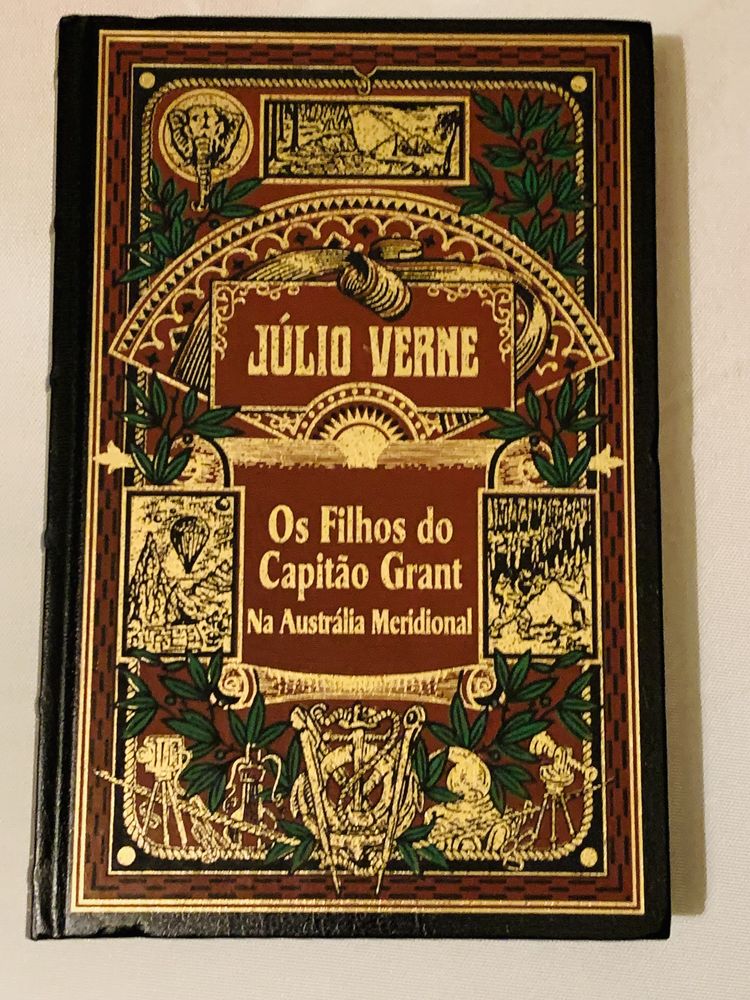 JÚLIO VERNE
Os Filhos do
Capitão Grant
Na Austrália Meridional